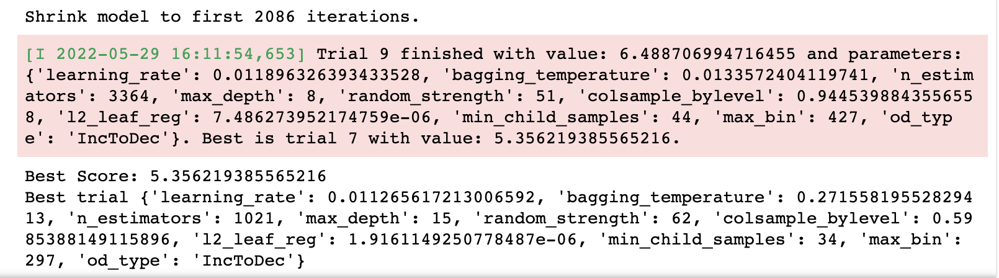 Shrink model to first 2086 iterations.
[I 2022-05-29 16:11:54,653] Trial 9 finished with value: 6.488706994716455 and parameters:
{'learning_rate': 0.011896326393433528, 'bagging_temperature': 0.0133572404119741, 'n_estim
ators': 3364, 'max_depth': 8, 'random_strength': 51, 'colsample_bylevel': 0.944539884355655
8, 'l2_leaf_reg': 7.486273952174759e-06, 'min_child_samples': 44, 'max_bin': 427, 'od_typ
e': 'IncToDec'}. Best is trial 7 with value: 5.356219385565216.
Best Score: 5.356219385565216
Best trial {'learning_rate': 0.011265617213006592, 'bagging_temperature': 0.271558195528294
13, 'n_estimators': 1021, 'max_depth': 15, 'random_strength': 62, 'colsample_bylevel': 0.59
85388149115896, 'l2_leaf_reg': 1.9161149250778487e-06, 'min_child_samples': 34, 'max_bin':
297, 'od_type': 'IncToDec'}